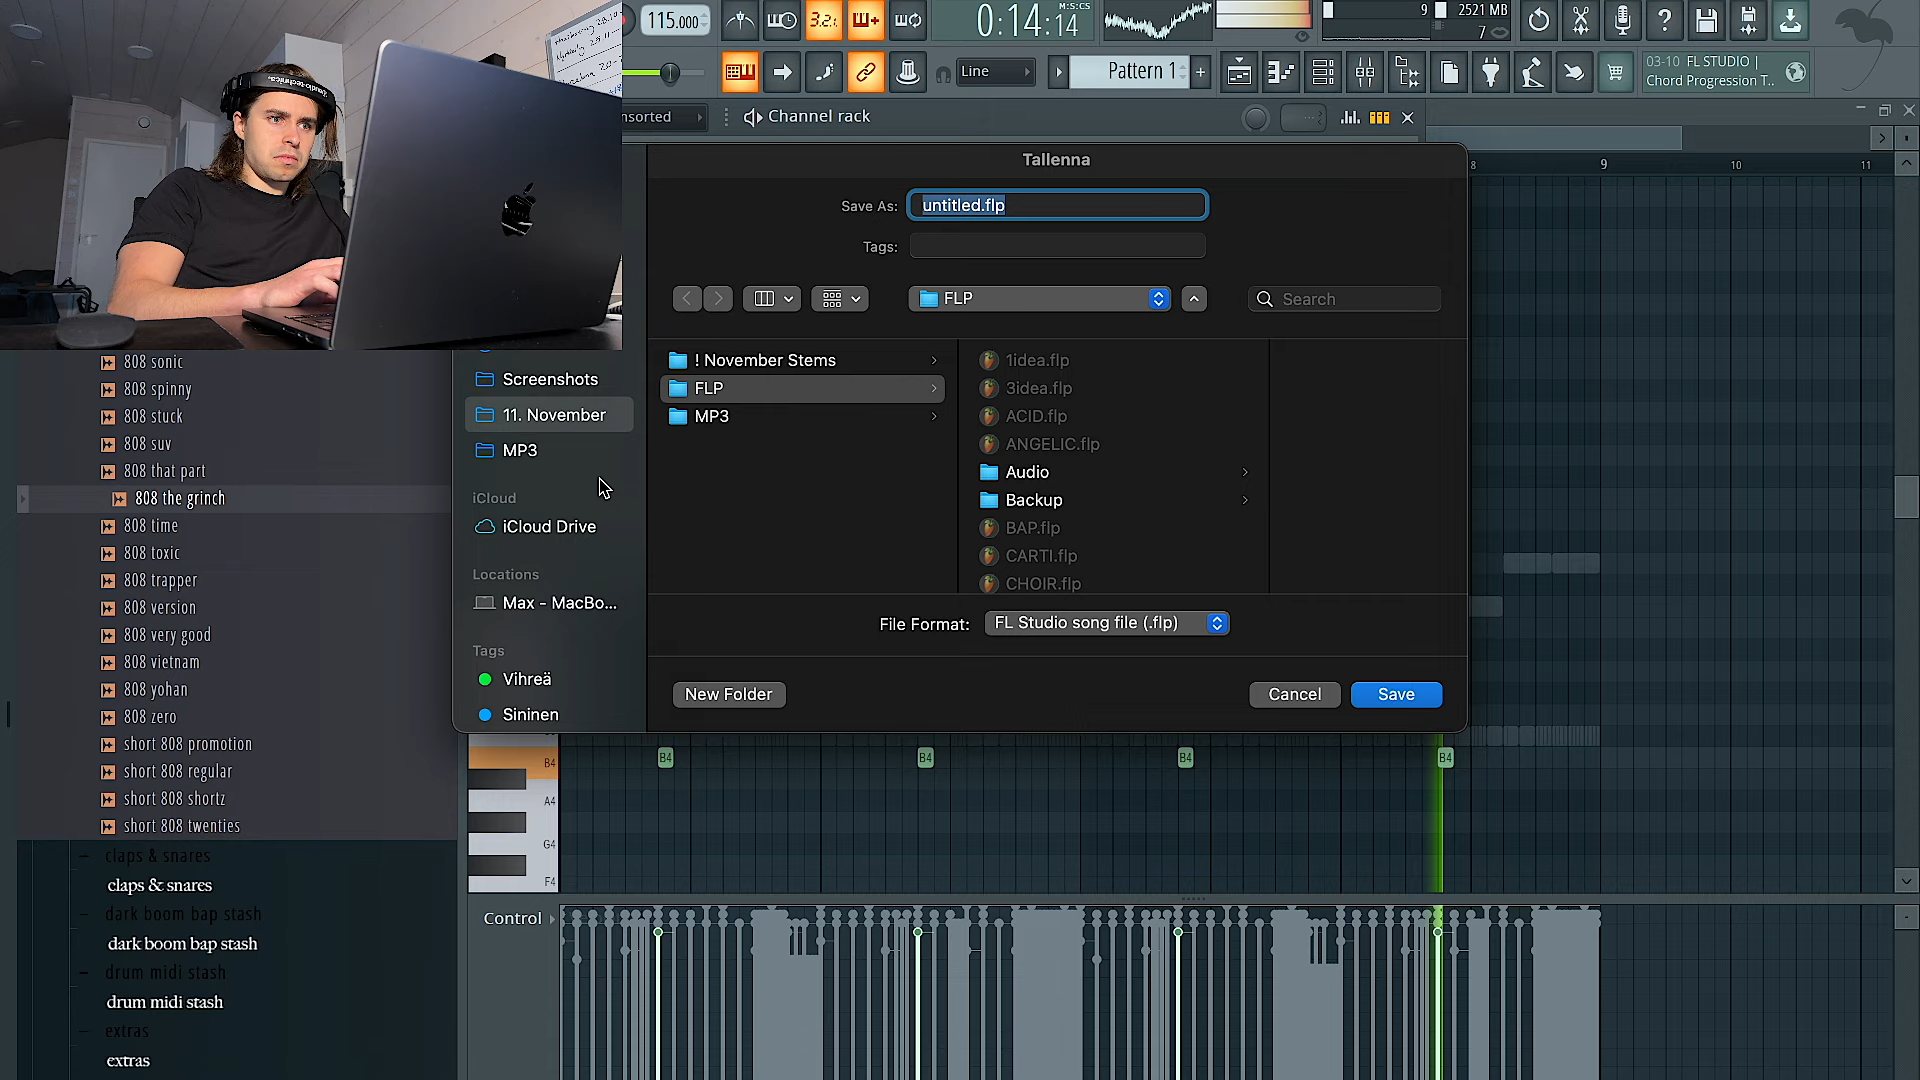 115.000
3.2.
0:14:14
M:S:CS
9
2521 MB
7
Line
Pattern 1
03-10 FL STUDIO |
Chord Progression T..
nsorted
Channel rack
8
9
10
11
Tallenna
Save As:
untitled.flp
Tags:
FLP
Search
Screenshots
11. November
MP3
iCloud
iCloud Drive
Locations
Max - MacBo...
Tags
Vihreä
Sininen
! November Stems
FLP
MP3
1idea.flp
3idea.flp
ACID.flp
ANGELIC.flp
Audio
Backup
BAP.flp
CARTI.flp
CHOIR.flp
File Format:
FL Studio song file (.flp)
New Folder
Cancel
Save
808 sonic
808 spinny
808 stuck
808 suv
808 that part
808 the grinch
808 time
808 toxic
808 trapper
808 version
808 very good
808 vietnam
808 yohan
808 zero
short 808 promotion
short 808 regular
short 808 shortz
short 808 twenties
claps & snares
claps & snares
dark boom bap stash
dark boom bap stash
drum midi stash
drum midi stash
extras
extras
B4
A4
G4
F4
B4
B4
B4
B4
Control